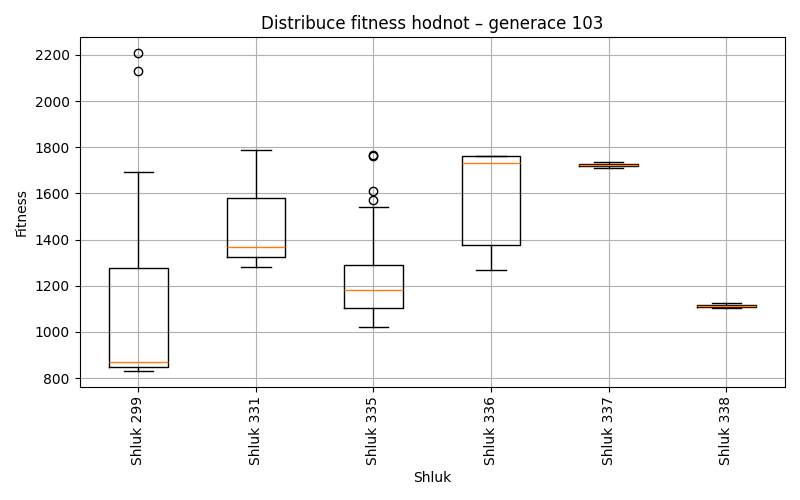 Distribuce fitness hodnot – generace 103
Fitness
2200
2000
1800
1600
1400
1200
1000
800
Shluk 299
Shluk 331
Shluk 335
Shluk 336
Shluk 337
Shluk 338
Shluk